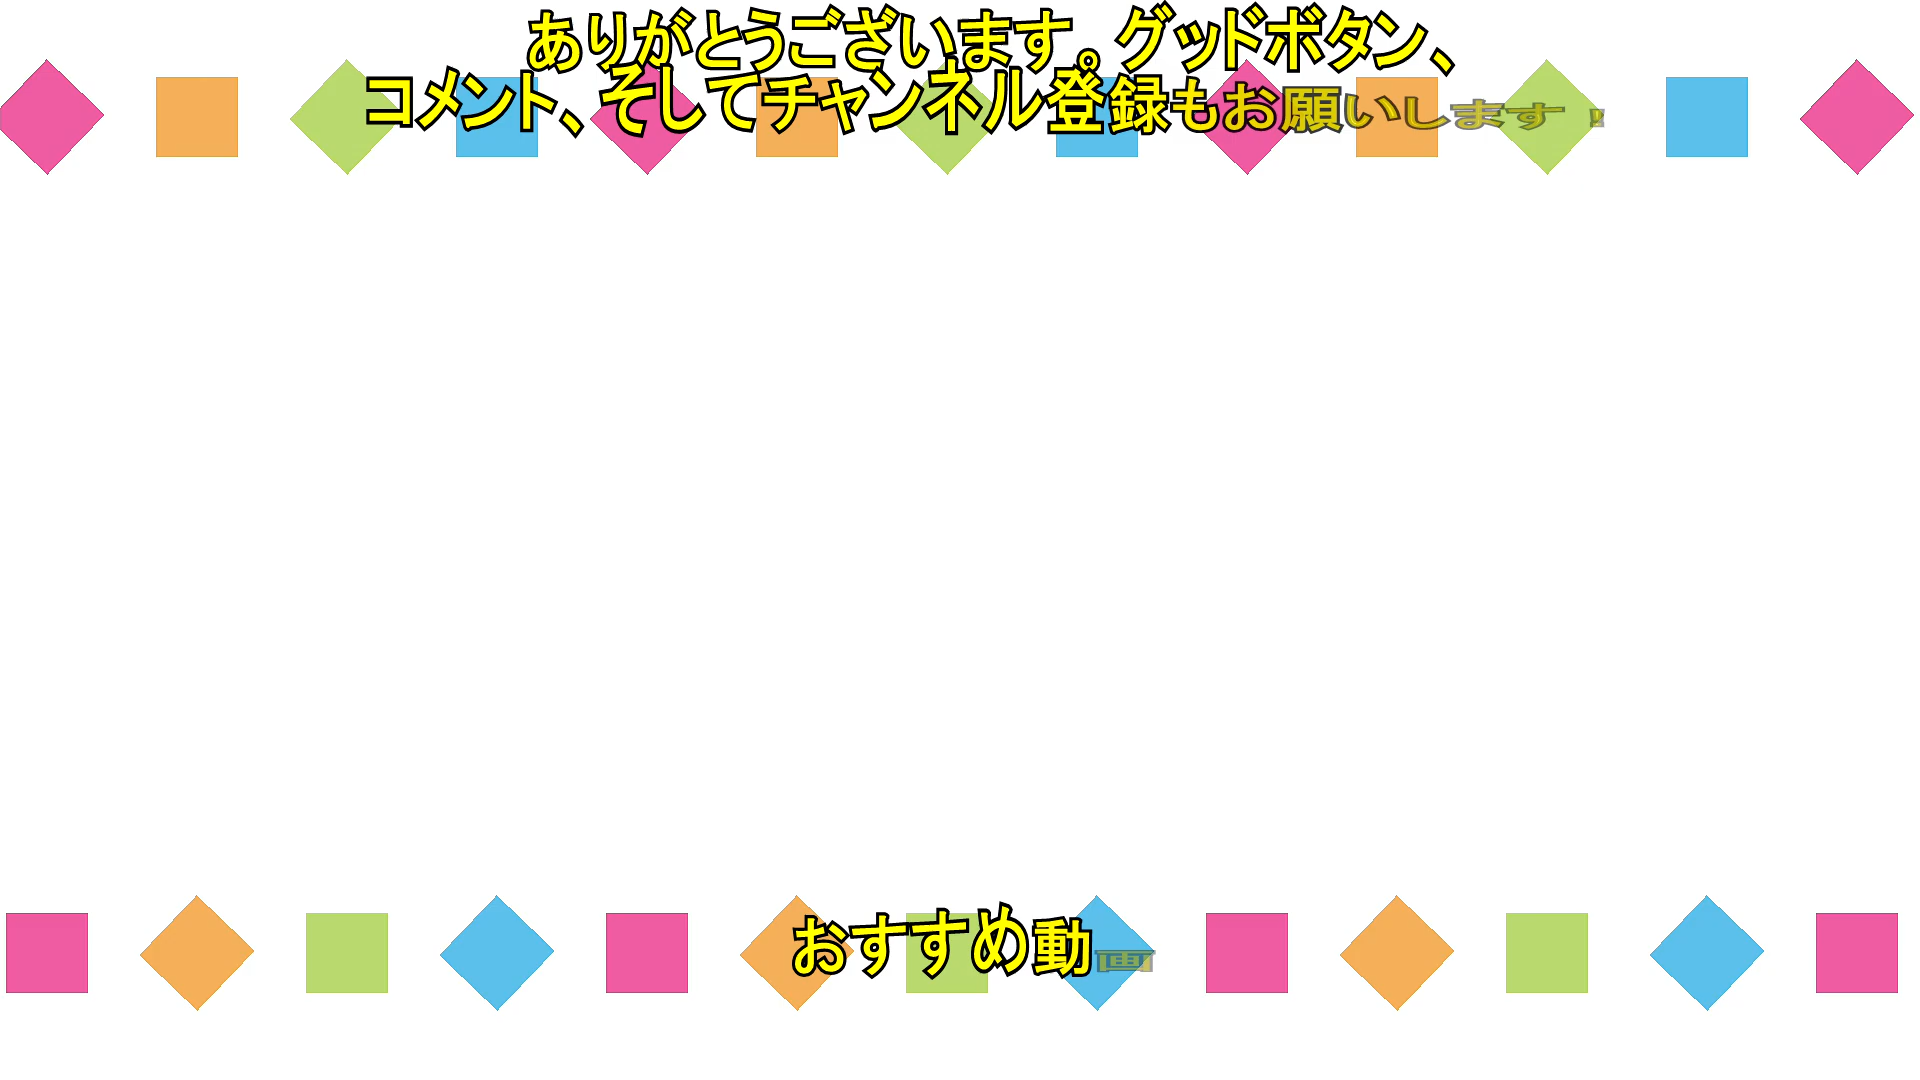 ありがとうございます。グッドボタン、
コメント、そしてチャンネル登録もお願いします！
おすすめ動画